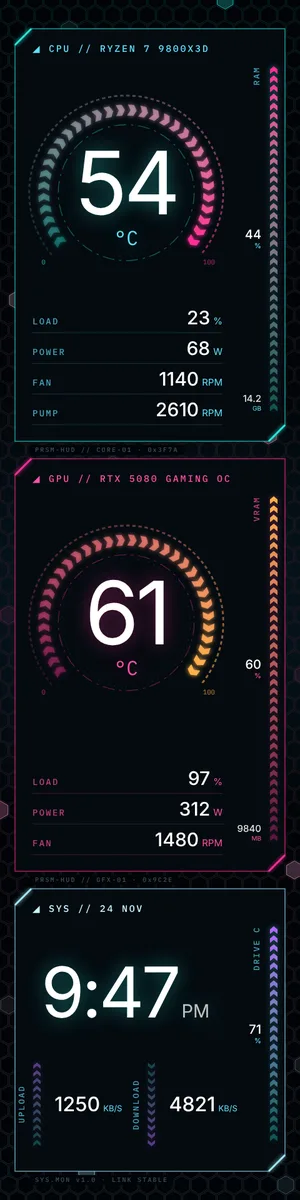 CPU // RYZEN 7 9800X3D
RAM
54
°C
0 100
44
%
LOAD 23 %
POWER 68 W
FAN 1140 RPM
PUMP 2610 RPM
14.2
GB
PRSM-HUD // CORE-01 · 0x3F7A
GPU // RTX 5080 GAMING OC
VRAM
61
°C
0 100
60
%
LOAD 97 %
POWER 312 W
FAN 1480 RPM
9840
MB
PRSM-HUD // GFX-01 · 0x9C2E
SYS // 24 NOV
DRIVE C
9:47 PM
71
%
UPLOAD 1250 KB/S
DOWNLOAD 4821 KB/S
SYS.MON v1.0 · LINK STABLE